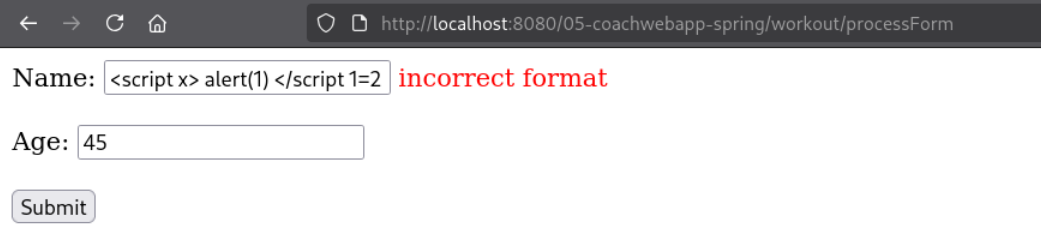 http://localhost:8080/05-coachwebapp-spring/workout/processForm
Name: <script x> alert(1) </script 1=2 incorrect format
Age: 45
Submit